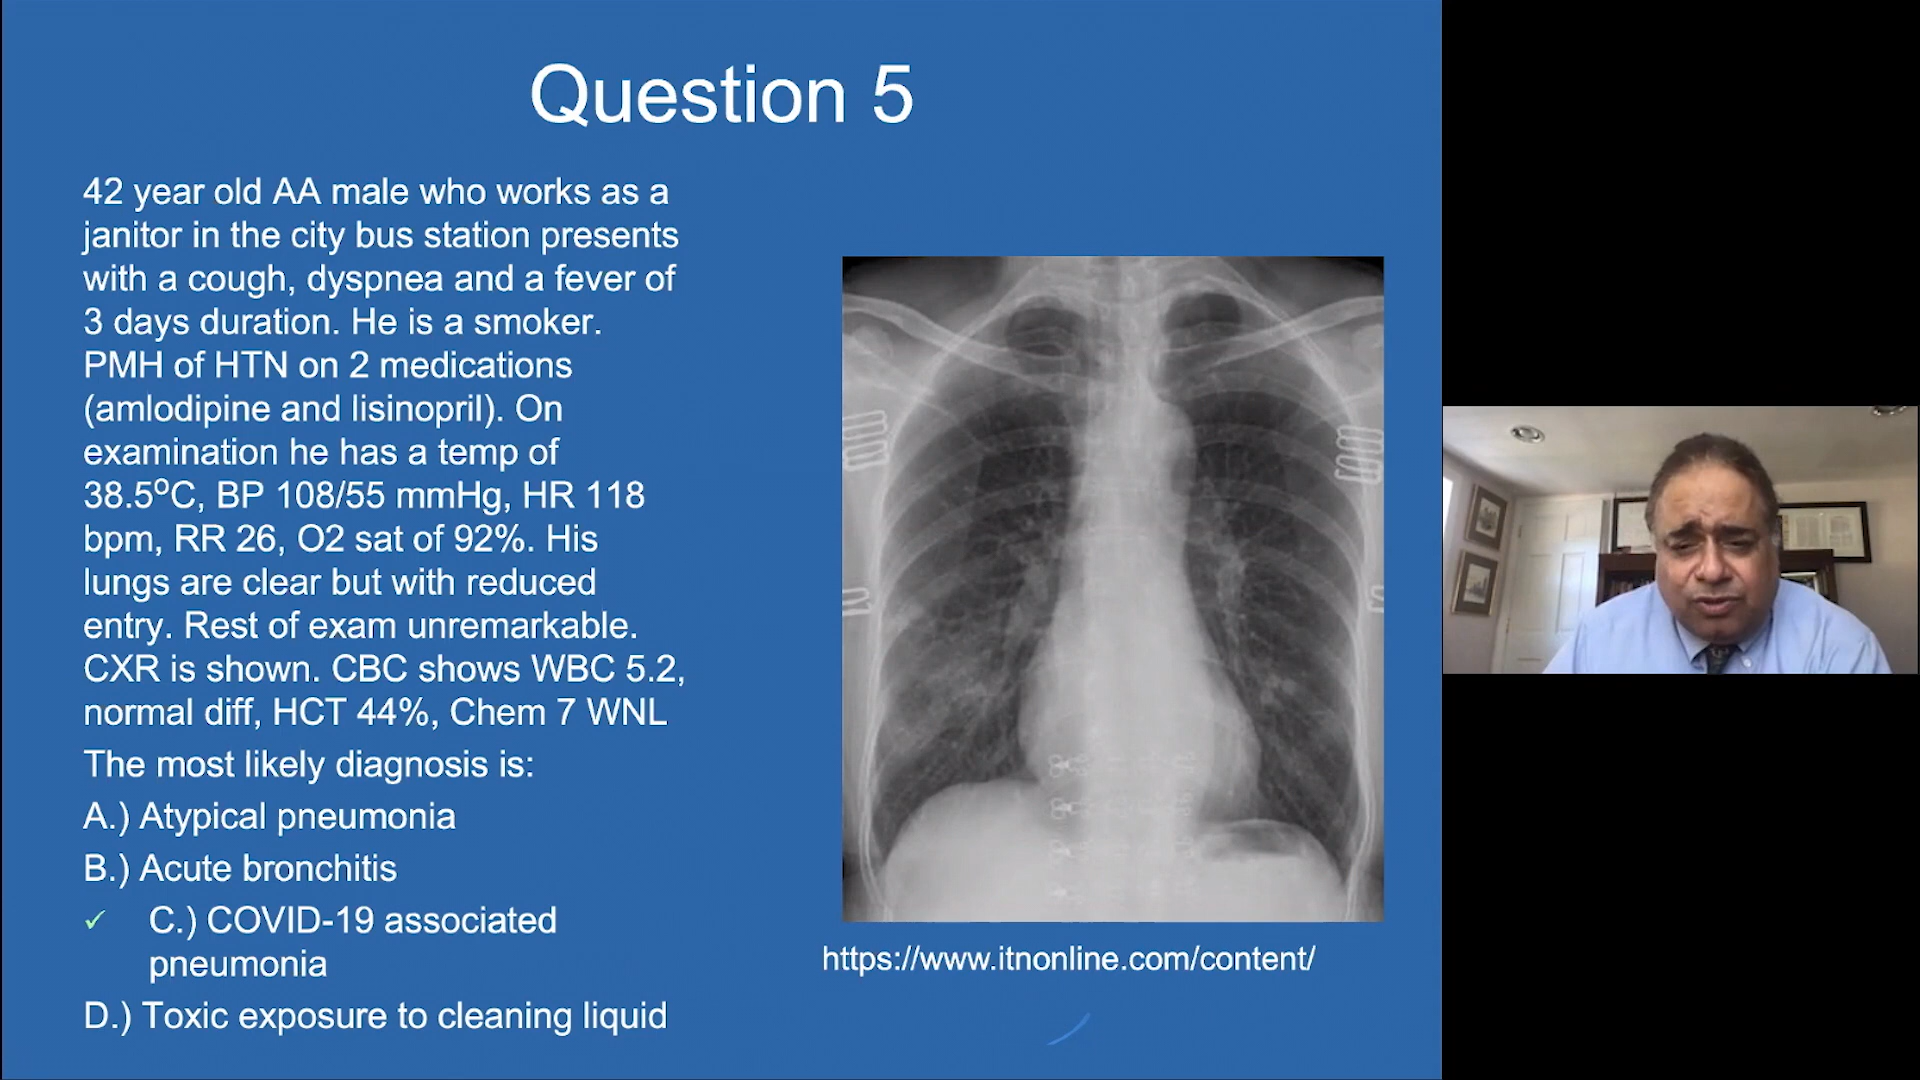 Question 5
42 year old AA male who works as a
janitor in the city bus station presents
with a cough, dyspnea and a fever of
3 days duration. He is a smoker.
PMH of HTN on 2 medications
(amlodipine and lisinopril). On
examination he has a temp of
38.5ºC, BP 108/55 mmHg, HR 118
bpm, RR 26, O2 sat of 92%. His
lungs are clear but with reduced
entry. Rest of exam unremarkable.
CXR is shown. CBC shows WBC 5.2,
normal diff, HCT 44%, Chem 7 WNL
The most likely diagnosis is:
A.) Atypical pneumonia
B.) Acute bronchitis
✓ C.) COVID-19 associated
pneumonia
D.) Toxic exposure to cleaning liquid
https://www.itnonline.com/content/